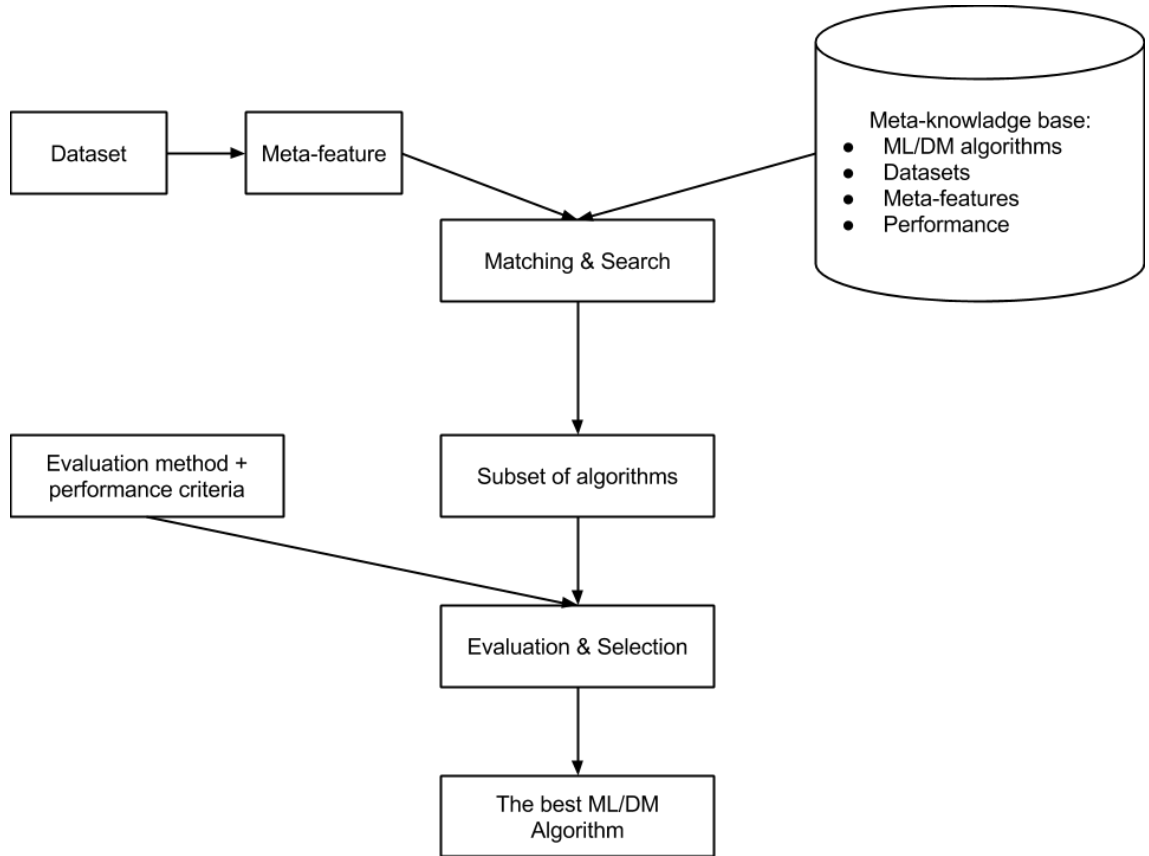 Dataset
Meta-feature
Meta-knowladge base:
● ML/DM algorithms
● Datasets
● Meta-features
● Performance
Matching & Search
Evaluation method +
performance criteria
Subset of algorithms
Evaluation & Selection
The best ML/DM
Algorithm